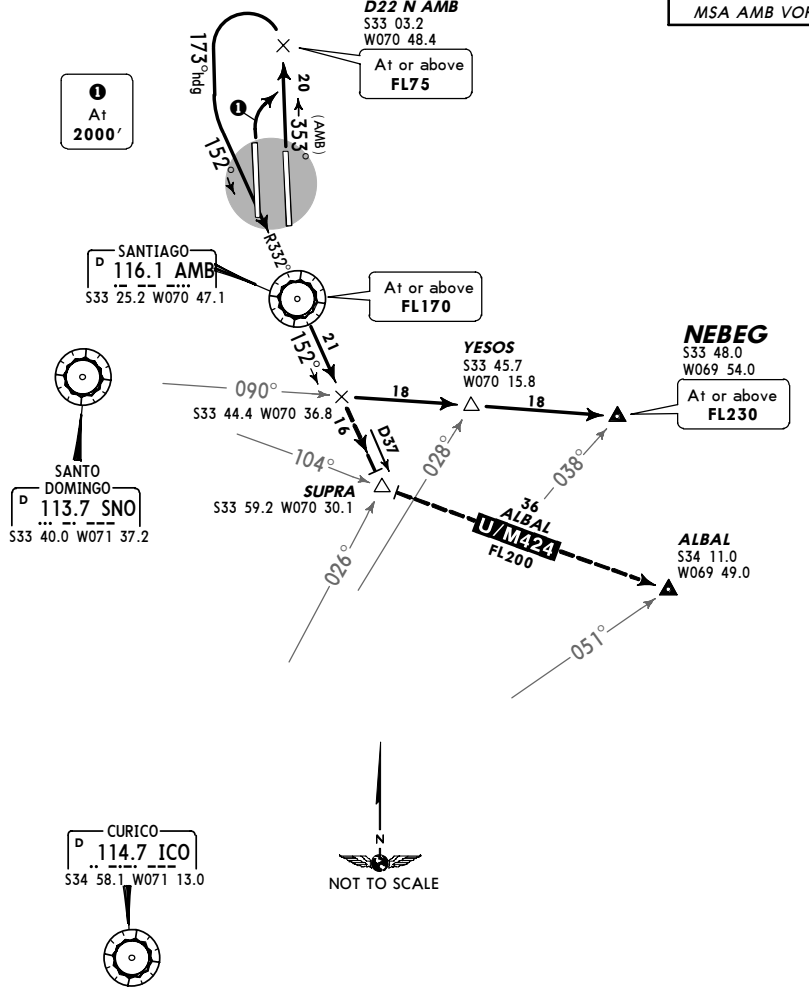 D22 N AMB
S33 03.2
W070 48.4
MSA AMB VOR
At or above
FL75
173°hdg
20
353°
(AMB)
1
At
2000'
1
152°
R332°
SANTIAGO
D 116.1 AMB
S33 25.2 W070 47.1
At or above
FL170
21
152°
YESOS
S33 45.7
W070 15.8
NEBEG
S33 48.0
W069 54.0
At or above
FL230
090°
18
18
S33 44.4 W070 36.8
16
D37
104°
028°
038°
SANTO
DOMINGO
D 113.7 SNO
S33 40.0 W071 37.2
SUPRA
S33 59.2 W070 30.1
36
ALBAL
U/M424
FL200
ALBAL
S34 11.0
W069 49.0
026°
051°
N
NOT TO SCALE
CURICO
D 114.7 ICO
S34 58.1 W071 13.0